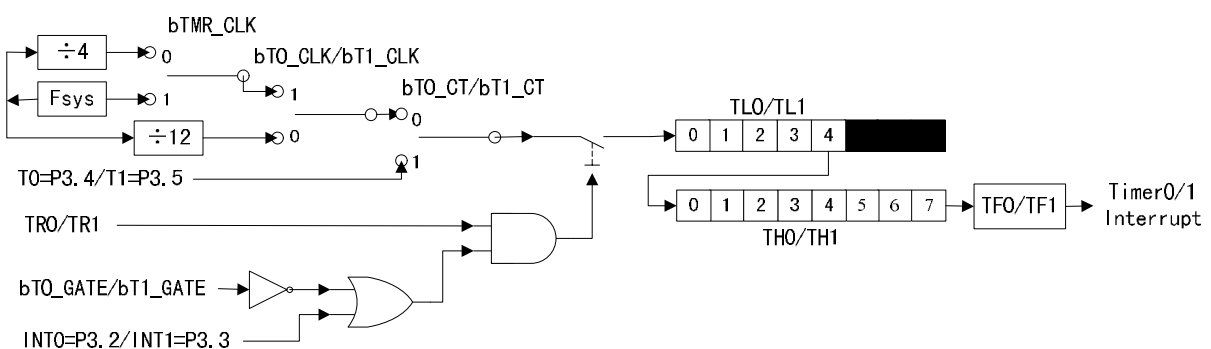 bTMR_CLK
÷4
0
bT0_CLK/bT1_CLK
Fsys
1
1
bT0_CT/bT1_CT
0
÷12
0
TL0/TL1
0 1 2 3 4
T0=P3.4/T1=P3.5
1
0 1 2 3 4 5 6 7
TF0/TF1
Timer0/1
Interrupt
TR0/TR1
TH0/TH1
bT0_GATE/bT1_GATE
INT0=P3.2/INT1=P3.3